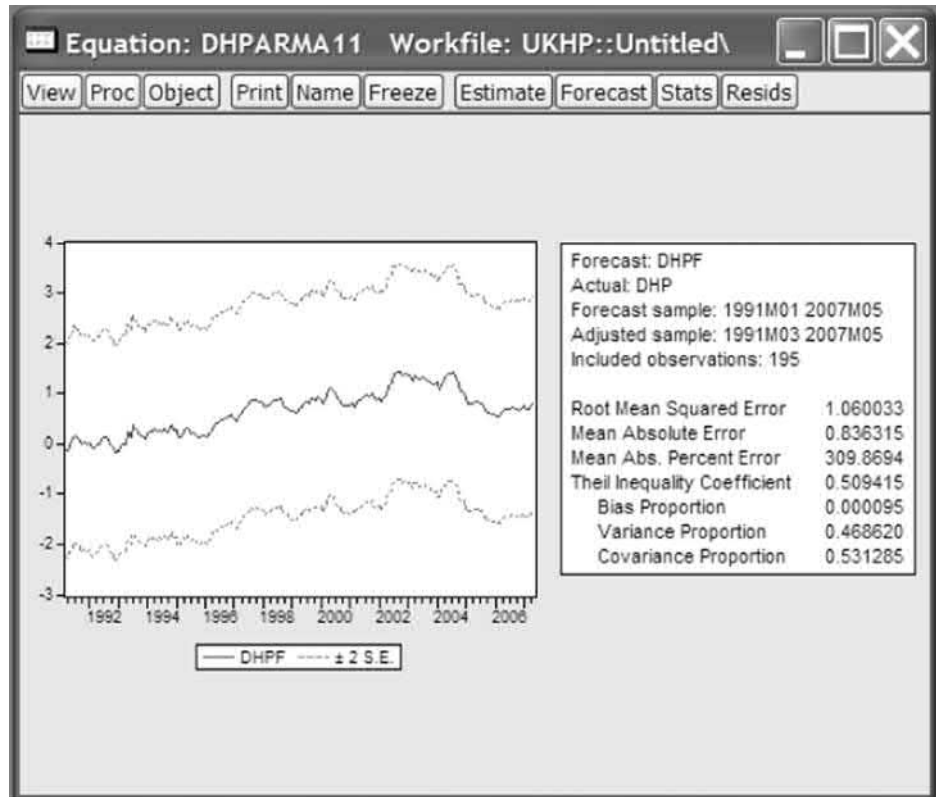 Equation: DHPARMA11 Workfile: UKHP::Untitled\
View Proc Object Print Name Freeze Estimate Forecast Stats Resids
4
3
2
1
0
-1
-2
-3
1992 1994 1996 1998 2000 2002 2004 2006
DHPF ± 2 S.E.
Forecast: DHPF
Actual: DHP
Forecast sample: 1991M01 2007M05
Adjusted sample: 1991M03 2007M05
Included observations: 195
Root Mean Squared Error 1.060033
Mean Absolute Error 0.836315
Mean Abs. Percent Error 309.8694
Theil Inequality Coefficient 0.509415
Bias Proportion 0.000095
Variance Proportion 0.468620
Covariance Proportion 0.531285